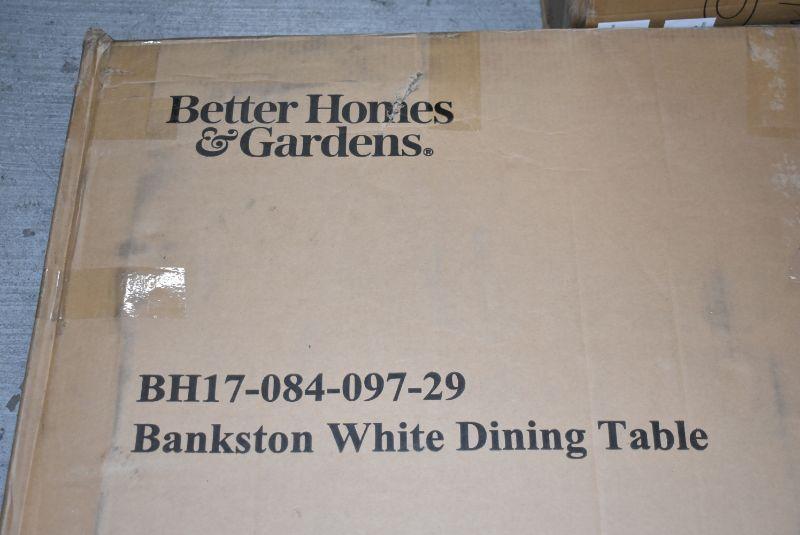 Better Homes
& Gardens®
BH17-084-097-29
Bankston White Dining Table